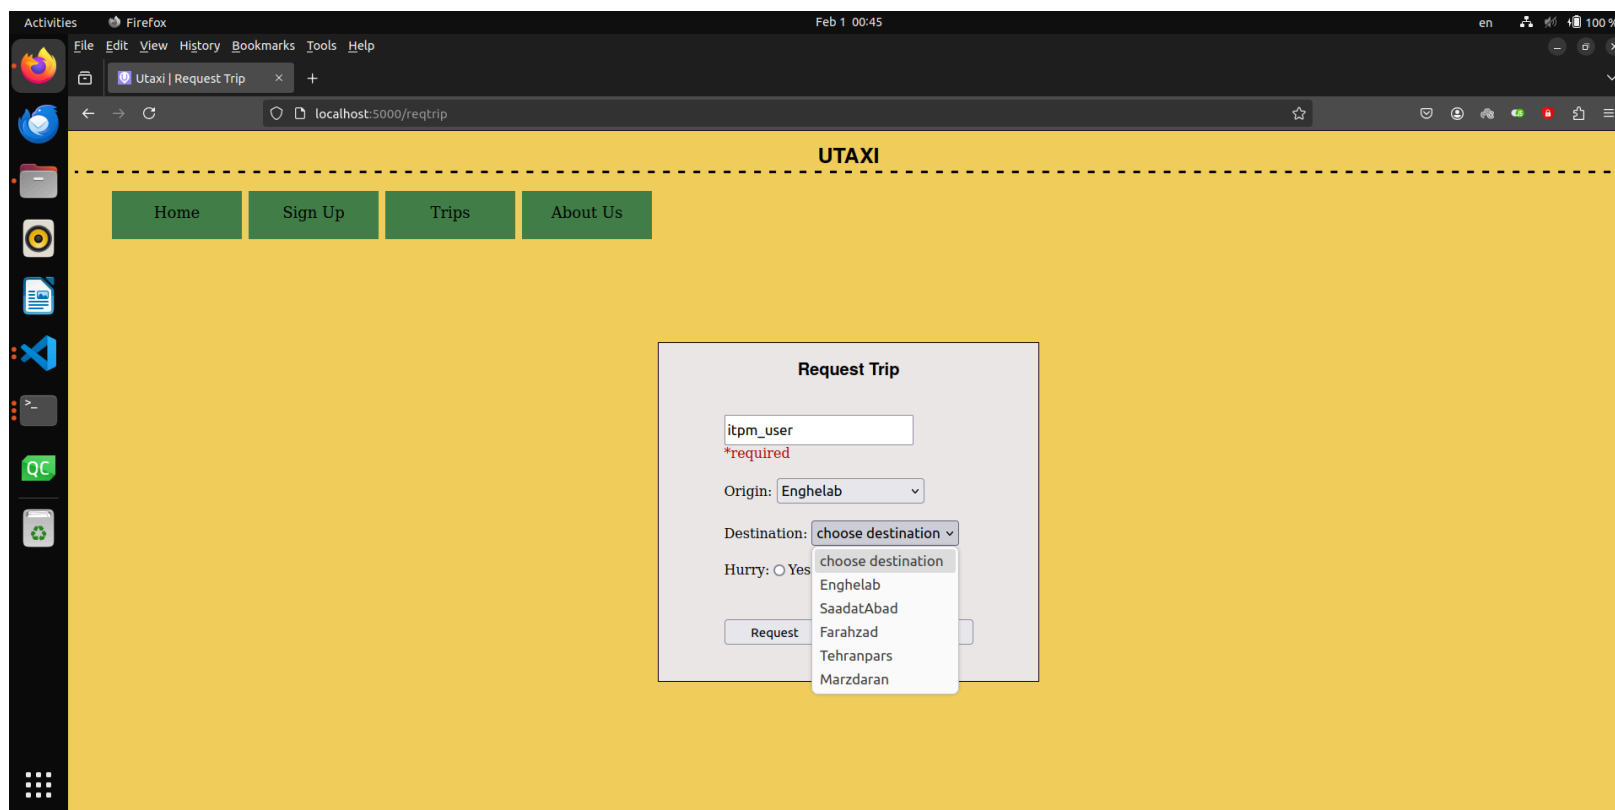 Activities Firefox Feb 1 00:45 en 100 %
File Edit View History Bookmarks Tools Help
Utaxi | Request Trip
localhost:5000/reqtrip
UTAXI
Home Sign Up Trips About Us
Request Trip
itpm_user
*required
Origin: Enghelab
Destination: choose destination
choose destination
Hurry: Yes
Enghelab
SaadatAbad
Request
Farahzad
Tehranpars
Marzdaran
QC